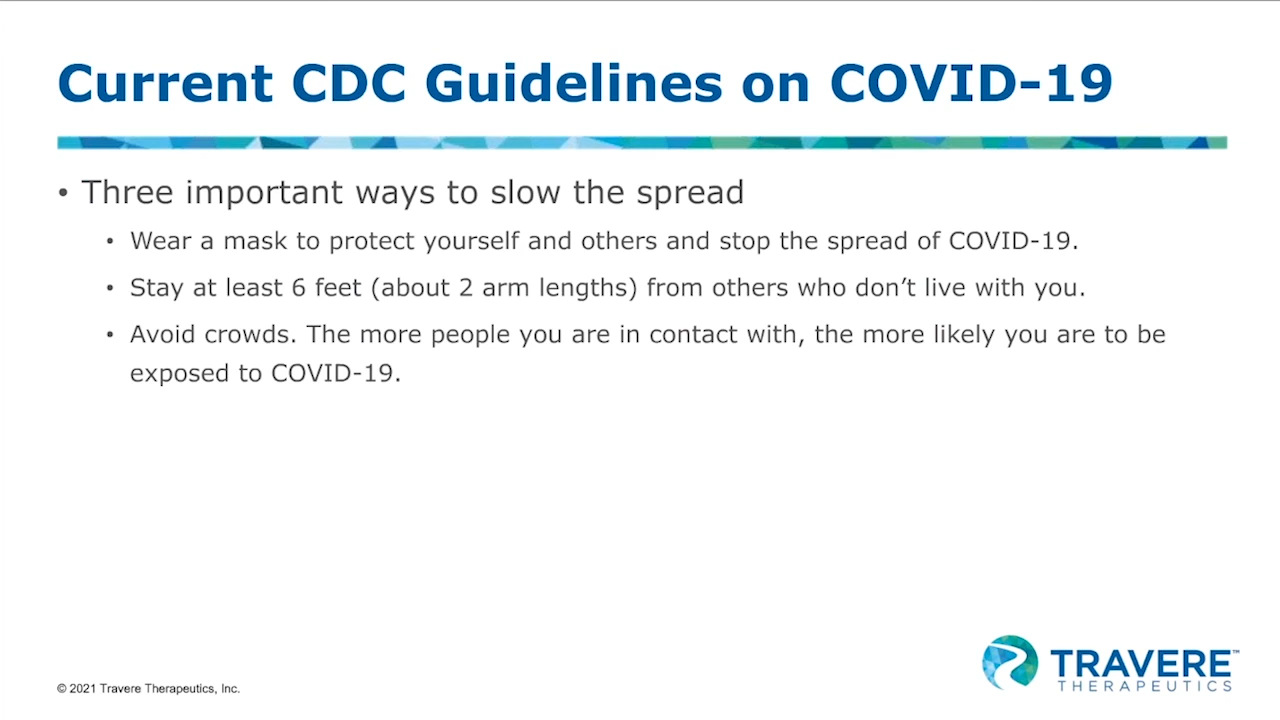 Current CDC Guidelines on COVID-19
• Three important ways to slow the spread
• Wear a mask to protect yourself and others and stop the spread of COVID-19.
• Stay at least 6 feet (about 2 arm lengths) from others who don’t live with you.
• Avoid crowds. The more people you are in contact with, the more likely you are to be
exposed to COVID-19.
TRAVERE™
THERAPEUTICS
© 2021 Travere Therapeutics, Inc.